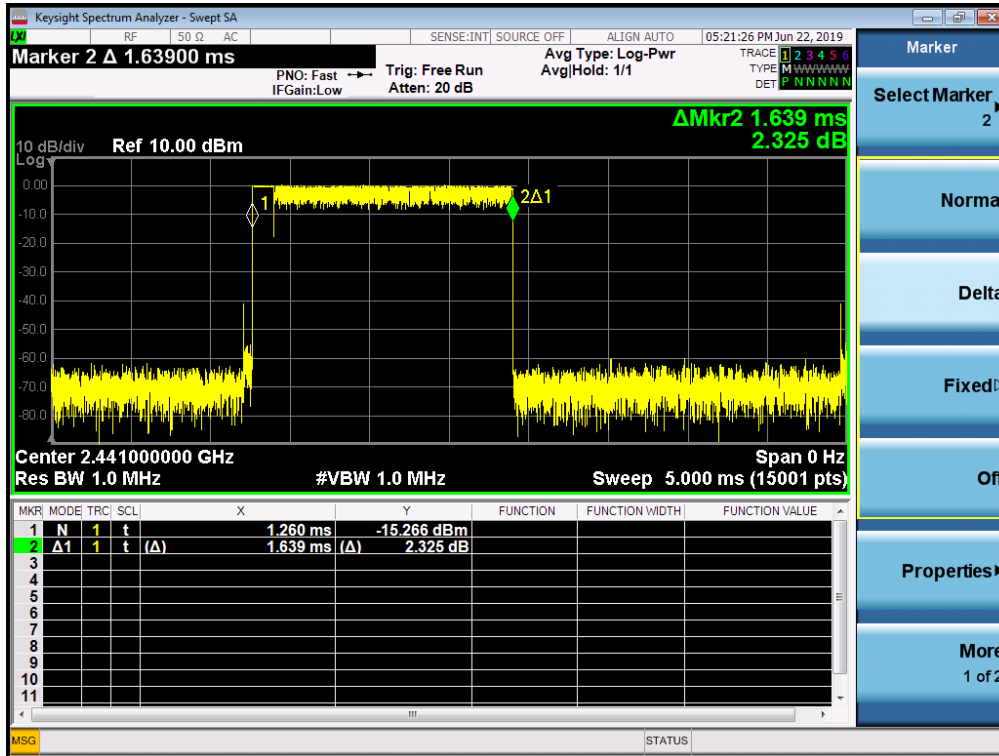 Keysight Spectrum Analyzer - Swept SA
LXI RF 50 Ω AC SENSE:INT SOURCE OFF ALIGN AUTO 05:21:26 PM Jun 22, 2019
Marker 2 Δ 1.63900 ms
PNO: Fast
IFGain:Low
Trig: Free Run
Atten: 20 dB
Avg Type: Log-Pwr
Avg|Hold: 1/1
TRACE 1 2 3 4 5 6
TYPE M WWWWW
DET P N N N N N
ΔMkr2 1.639 ms
2.325 dB
10 dB/div Ref 10.00 dBm
Log
0.00
-10.0
-20.0
-30.0
-40.0
-50.0
-60.0
-70.0
-80.0
1
2Δ1
Center 2.441000000 GHz Span 0 Hz
Res BW 1.0 MHz #VBW 1.0 MHz Sweep 5.000 ms (15001 pts)
MKR MODE TRC SCL X Y FUNCTION FUNCTION WIDTH FUNCTION VALUE
1 N 1 t 1.260 ms -15.266 dBm
2 Δ1 1 t (Δ) 1.639 ms (Δ) 2.325 dB
3
4
5
6
7
8
9
10
11
MSG STATUS
Marker
Select Marker
2
Norma
Delta
Fixed
Off
Properties
More
1 of 2